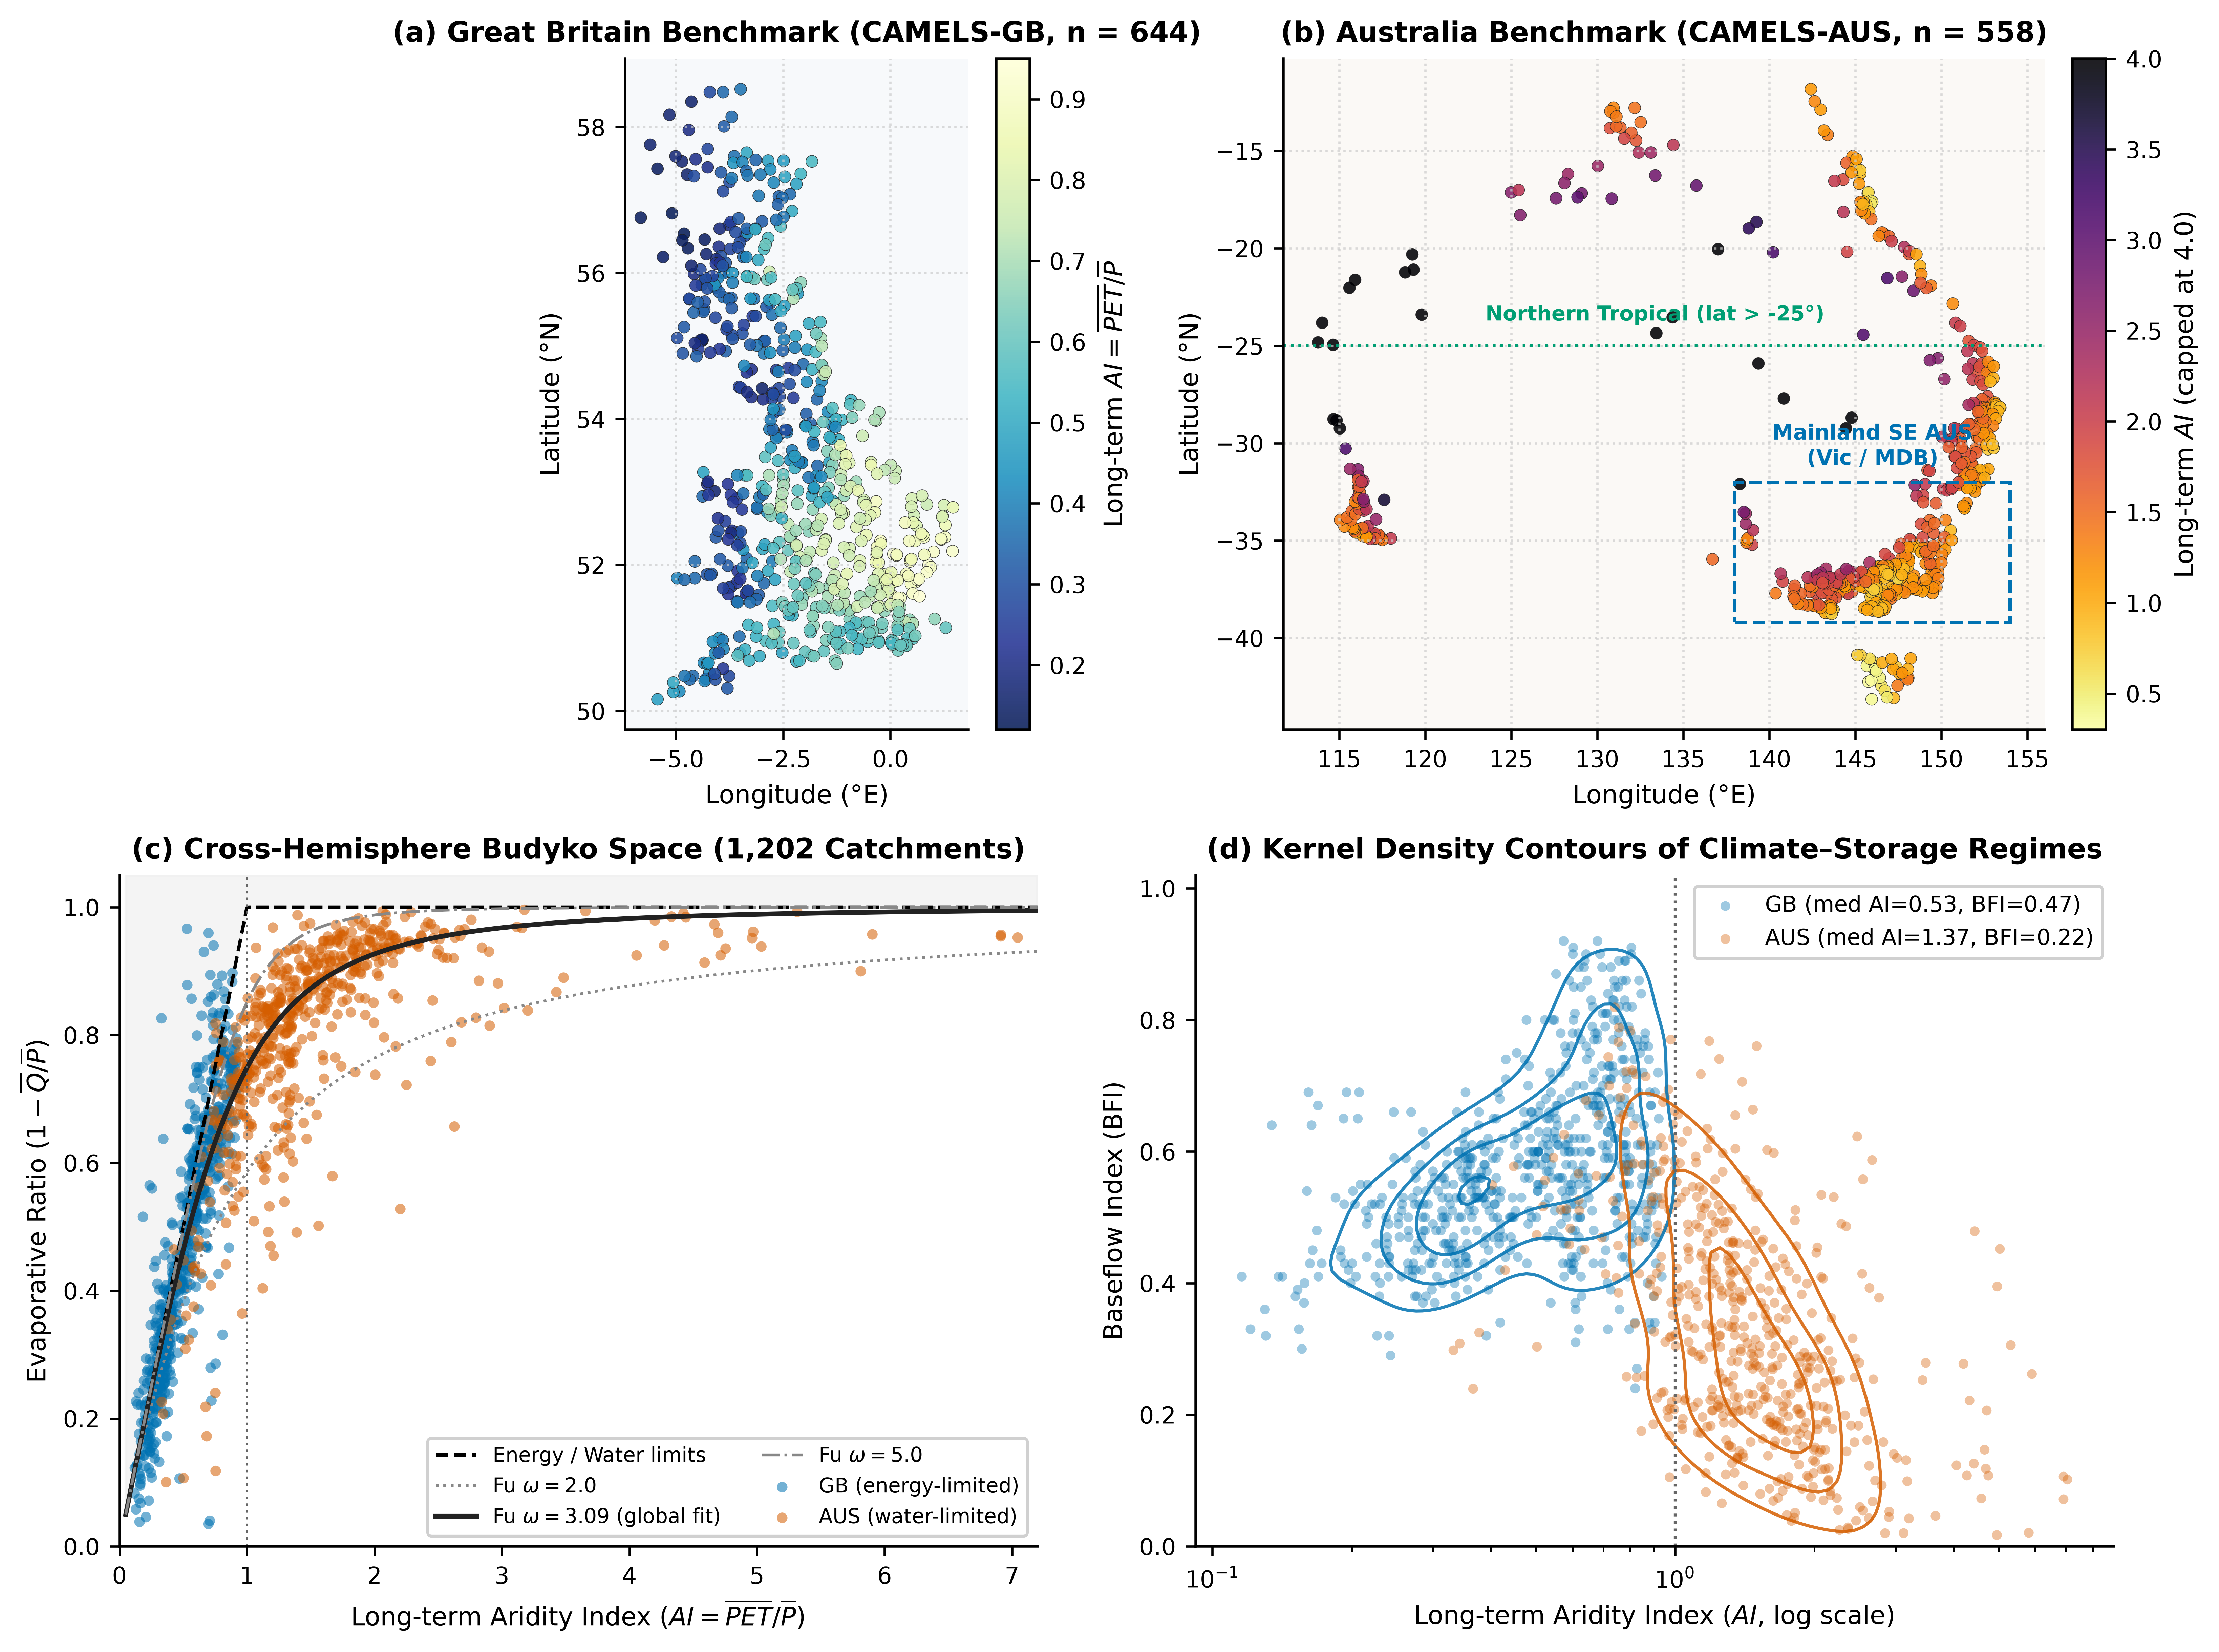 (a) Great Britain Benchmark (CAMELS-GB, n = 644)
58
56
54
52
50
Latitude (°N)
−5.0
−2.5
0.0
Longitude (°E)
0.9
0.8
0.7
0.6
0.5
0.4
0.3
0.2
Long-term AI = P̅E̅T̅/P̅
(b) Australia Benchmark (CAMELS-AUS, n = 558)
−15
−20
−25
−30
−35
−40
Latitude (°N)
Northern Tropical (lat > -25°)
Mainland SE AUS
(Vic / MDB)
115
120
125
130
135
140
145
150
155
Longitude (°E)
4.0
3.5
3.0
2.5
2.0
1.5
1.0
0.5
Long-term AI (capped at 4.0)
(c) Cross-Hemisphere Budyko Space (1,202 Catchments)
1.0
0.8
0.6
0.4
0.2
0.0
Evaporative Ratio (1 − Q̅/P̅)
Energy / Water limits
Fu ω = 2.0
Fu ω = 3.09 (global fit)
Fu ω = 5.0
GB (energy-limited)
AUS (water-limited)
0
1
2
3
4
5
6
7
Long-term Aridity Index (AI = P̅E̅T̅/P̅)
(d) Kernel Density Contours of Climate–Storage Regimes
1.0
0.8
0.6
0.4
0.2
0.0
Baseflow Index (BFI)
GB (med AI=0.53, BFI=0.47)
AUS (med AI=1.37, BFI=0.22)
10⁻¹
10⁰
Long-term Aridity Index (AI, log scale)